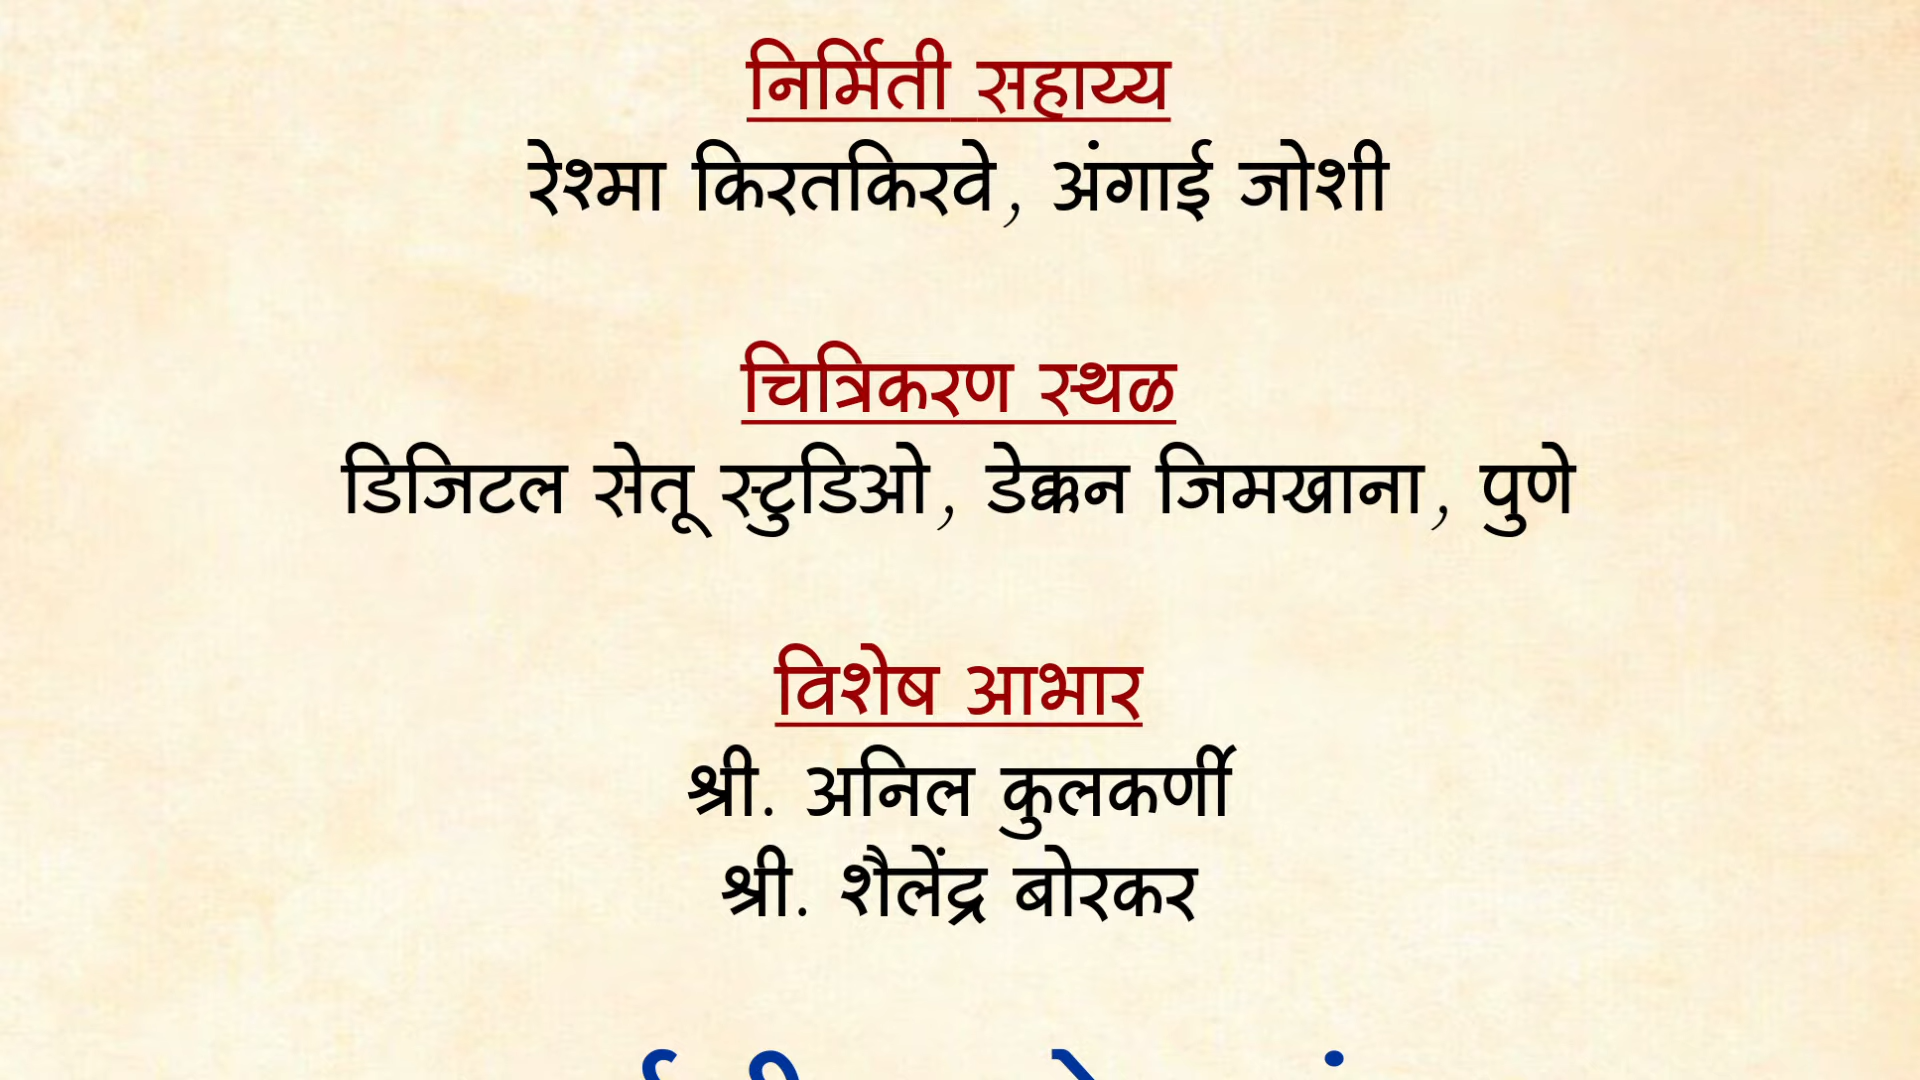 निर्मिती सहाय्य
रेश्मा किरतकिरवे, अंगाई जोशी
चित्रिकरण स्थळ
डिजिटल सेतू स्टुडिओ, डेक्कन जिमखाना, पुणे
विशेष आभार
श्री. अनिल कुलकर्णी
श्री. शैलेंद्र बोरकर